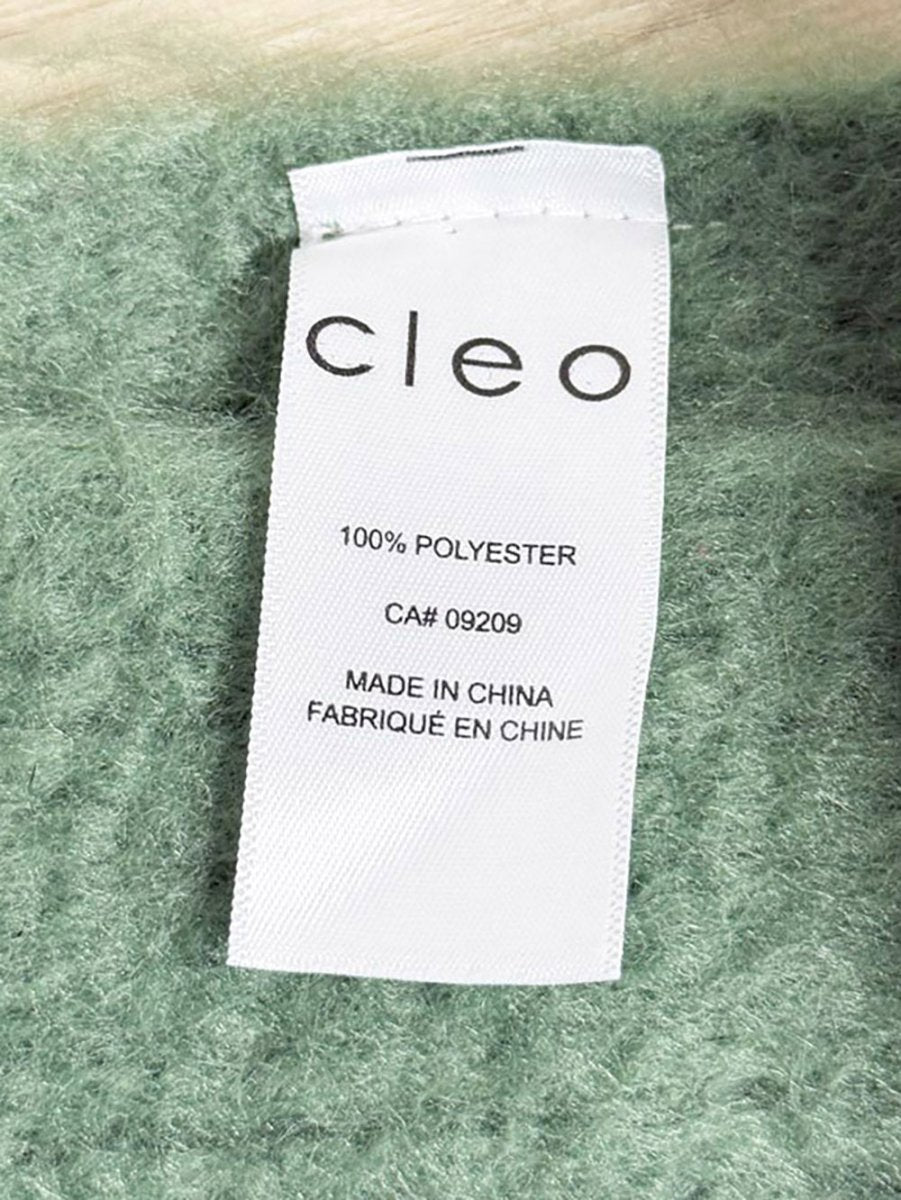 cleo
100% POLYESTER
CA# 09209
MADE IN CHINA
FABRIQUÉ EN CHINE